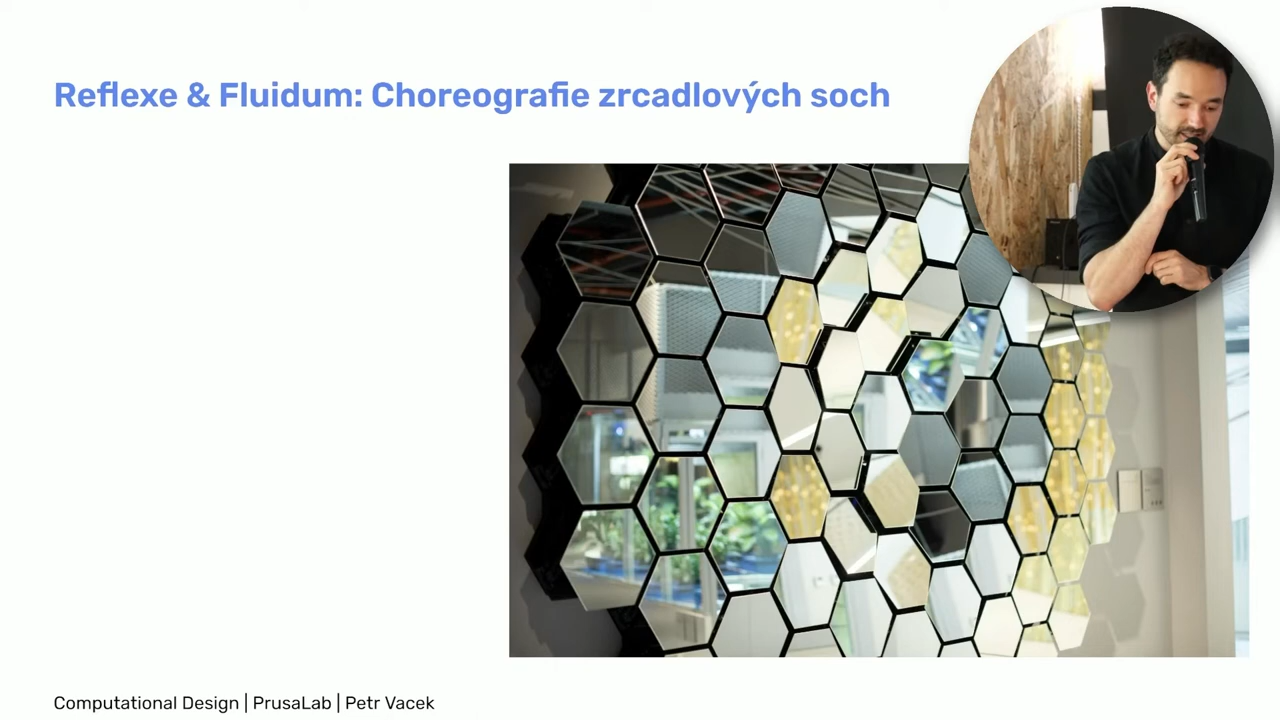 Reflexe & Fluidum: Choreografie zrcadlových soch
Computational Design | PrusaLab | Petr Vacek